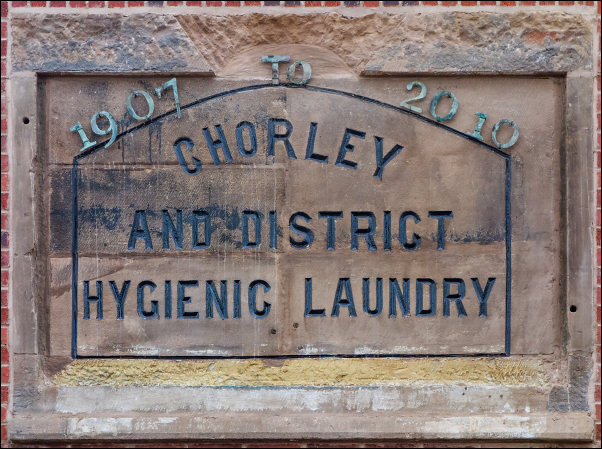 1907 TO 2010
CHORLEY
AND DISTRICT
HYGIENIC LAUNDRY